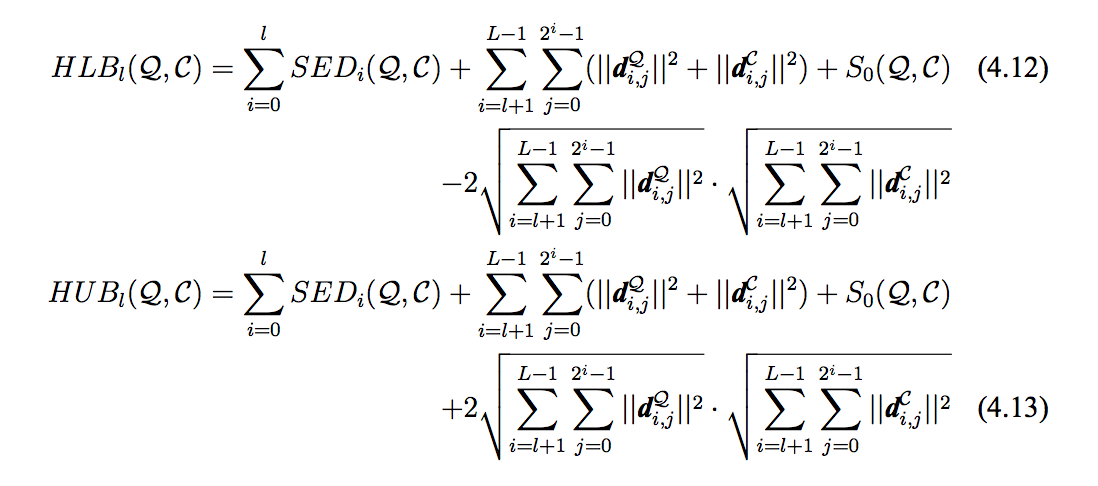 $HLB_l(\mathcal{Q}, \mathcal{C}) = \sum_{i=0}^{l} SED_i(\mathcal{Q}, \mathcal{C}) + \sum_{i=l+1}^{L-1} \sum_{j=0}^{2^i-1} (||\boldsymbol{d}_{i,j}^{\mathcal{Q}}||^2 + ||\boldsymbol{d}_{i,j}^{\mathcal{C}}||^2) + S_0(\mathcal{Q}, \mathcal{C})$ (4.12)
$-2\sqrt{\sum_{i=l+1}^{L-1} \sum_{j=0}^{2^i-1} ||\boldsymbol{d}_{i,j}^{\mathcal{Q}}||^2} \cdot \sqrt{\sum_{i=l+1}^{L-1} \sum_{j=0}^{2^i-1} ||\boldsymbol{d}_{i,j}^{\mathcal{C}}||^2}$
$HUB_l(\mathcal{Q}, \mathcal{C}) = \sum_{i=0}^{l} SED_i(\mathcal{Q}, \mathcal{C}) + \sum_{i=l+1}^{L-1} \sum_{j=0}^{2^i-1} (||\boldsymbol{d}_{i,j}^{\mathcal{Q}}||^2 + ||\boldsymbol{d}_{i,j}^{\mathcal{C}}||^2) + S_0(\mathcal{Q}, \mathcal{C})$
$+2\sqrt{\sum_{i=l+1}^{L-1} \sum_{j=0}^{2^i-1} ||\boldsymbol{d}_{i,j}^{\mathcal{Q}}||^2} \cdot \sqrt{\sum_{i=l+1}^{L-1} \sum_{j=0}^{2^i-1} ||\boldsymbol{d}_{i,j}^{\mathcal{C}}||^2}$ (4.13)